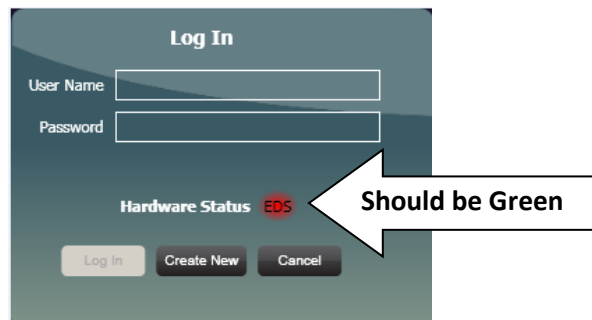 Log In
User Name
Password
Hardware Status EDS
Should be Green
Log In Create New Cancel